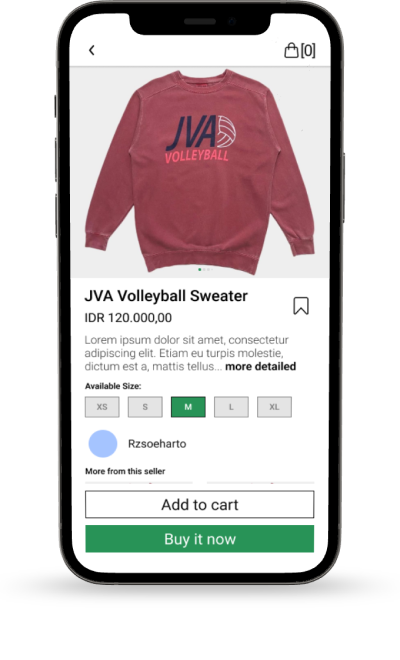 [0]
JVA
VOLLEYBALL
JVA Volleyball Sweater
IDR 120.000,00
Lorem ipsum dolor sit amet, consectetur
adipiscing elit. Etiam eu turpis molestie,
dictum est a, mattis tellus... more detailed
Available Size:
XS S M L XL
Rzsoeharto
More from this seller
Add to cart
Buy it now